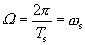 Ω = 2π / T_s = ω_s